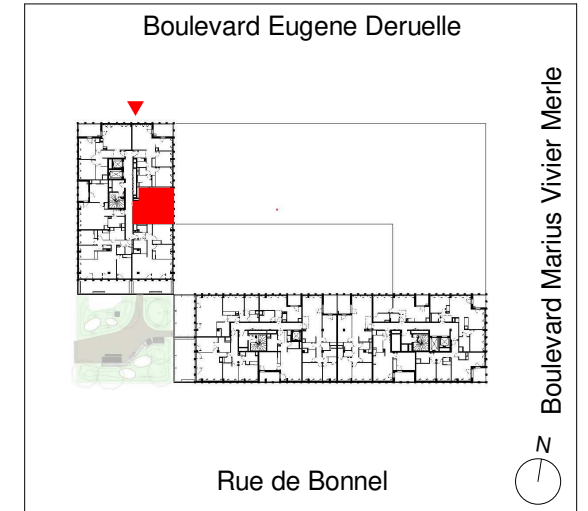 Boulevard Eugene Deruelle
Boulevard Marius Vivier Merle
N
Rue de Bonnel